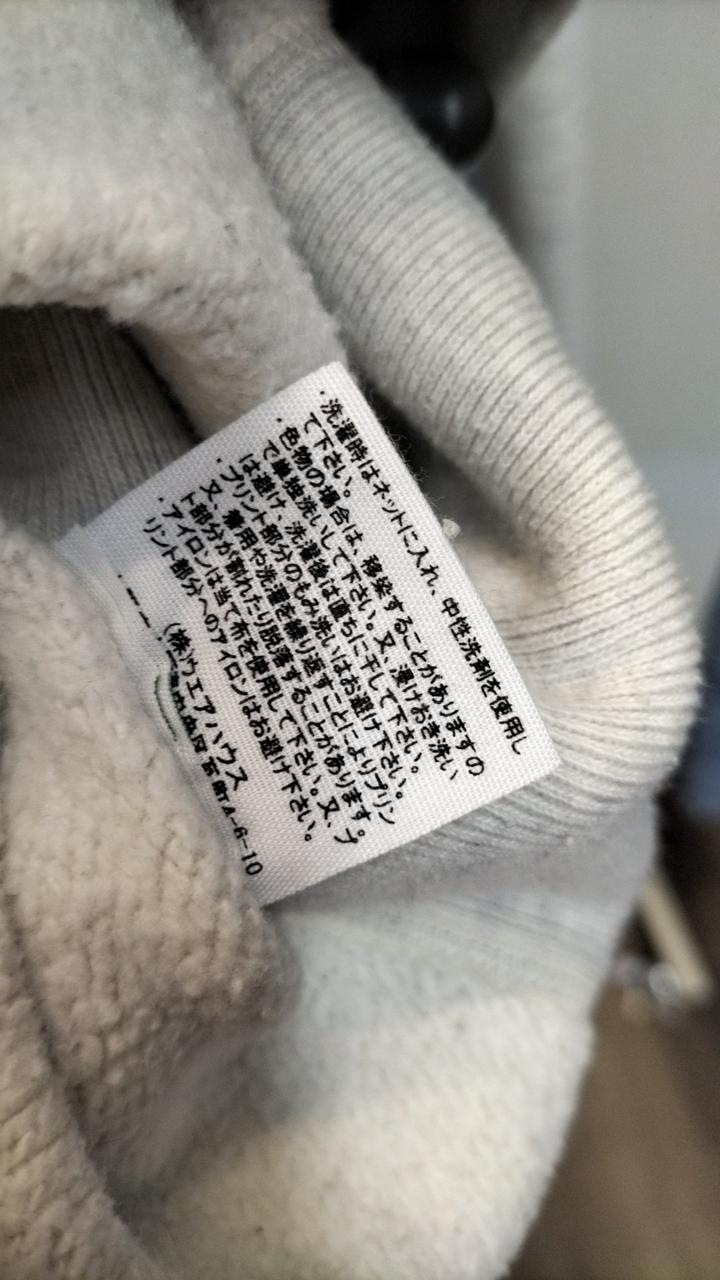 ・洗濯時はネットに入れ、中性洗剤を使用し
て下さい。
・色物の場合は、移染することがありますの
で単独洗いして下さい。又、漬けおき洗い
は避け、洗濯後は直ちに干して下さい。
・プリント部分のもみ洗いはお避け下さい。
又、着用や洗濯を繰り返すことによりプリン
ト部分が割れたり脱落することがあります。
・アイロンは当て布を使用して下さい。又、プ
リント部分へのアイロンはお避け下さい。
(株)ウエアハウス
町4-6-10